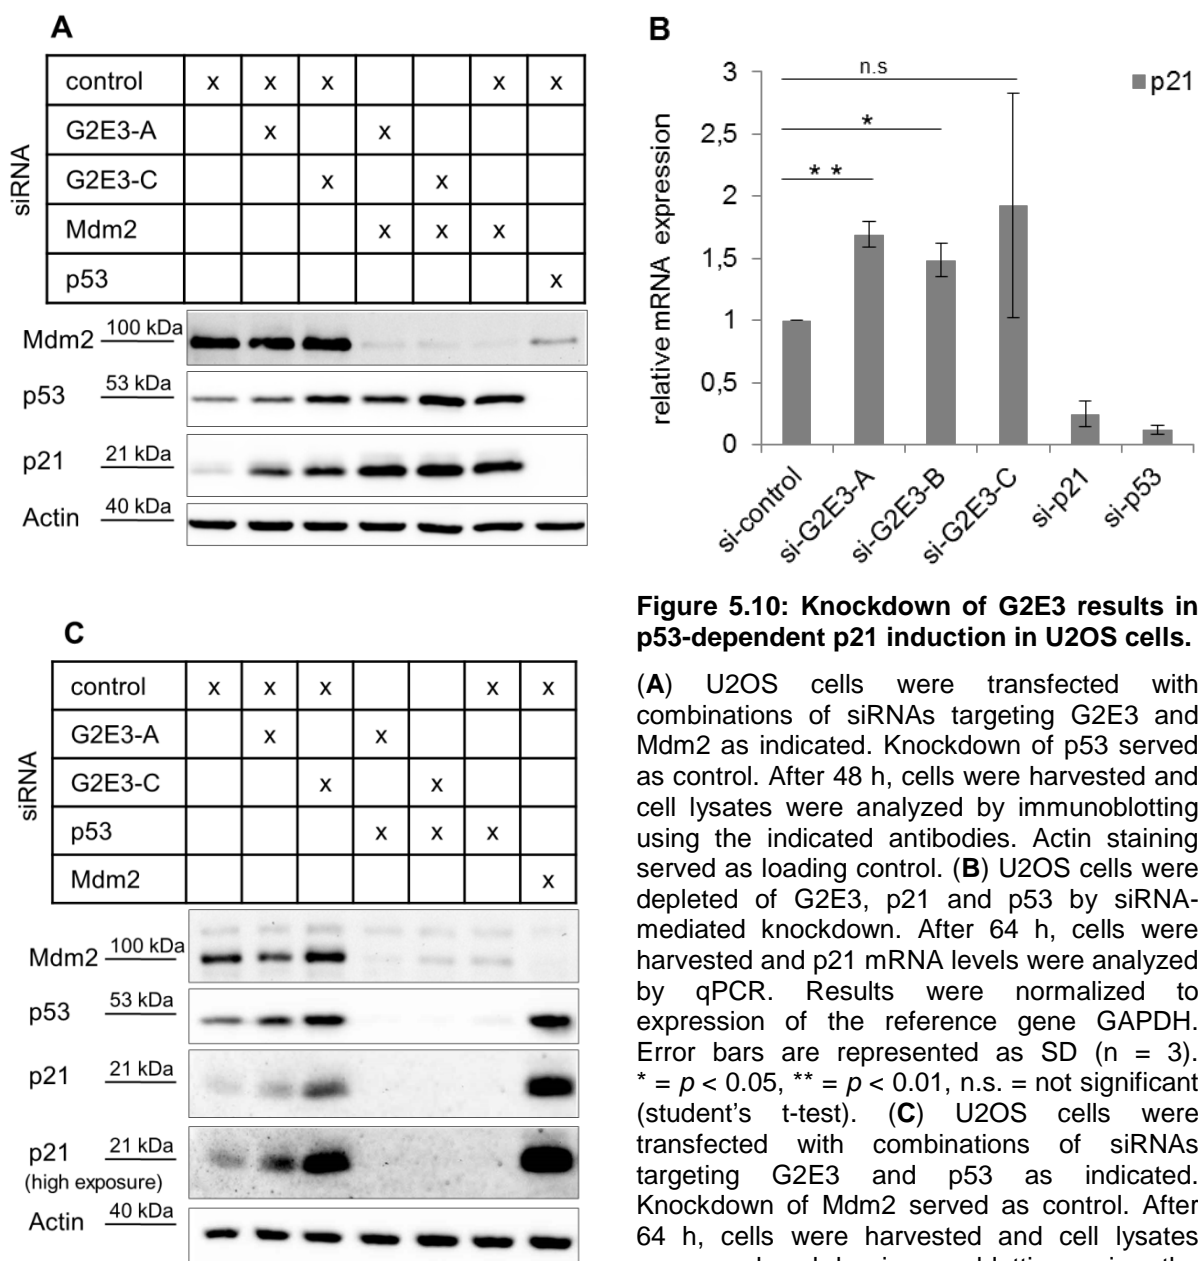 A
control x x x x x
G2E3-A x x
G2E3-C x x
Mdm2 x x x
p53 x
siRNA
Mdm2 100 kDa
p53 53 kDa
p21 21 kDa
Actin 40 kDa
B
3
2,5
2
1,5
1
0,5
0
relative mRNA expression
n.s
*
* *
p21
si-control
si-G2E3-A
si-G2E3-B
si-G2E3-C
si-p21
si-p53
C
control x x x x x
G2E3-A x x
G2E3-C x x
p53 x x x
Mdm2 x
siRNA
Mdm2 100 kDa
p53 53 kDa
p21 21 kDa
p21 21 kDa
(high exposure)
Actin 40 kDa
Figure 5.10: Knockdown of G2E3 results in
p53-dependent p21 induction in U2OS cells.
(A) U2OS cells were transfected with
combinations of siRNAs targeting G2E3 and
Mdm2 as indicated. Knockdown of p53 served
as control. After 48 h, cells were harvested and
cell lysates were analyzed by immunoblotting
using the indicated antibodies. Actin staining
served as loading control. (B) U2OS cells were
depleted of G2E3, p21 and p53 by siRNA-
mediated knockdown. After 64 h, cells were
harvested and p21 mRNA levels were analyzed
by qPCR. Results were normalized to
expression of the reference gene GAPDH.
Error bars are represented as SD (n = 3).
* = p < 0.05, ** = p < 0.01, n.s. = not significant
(student's t-test). (C) U2OS cells were
transfected with combinations of siRNAs
targeting G2E3 and p53 as indicated.
Knockdown of Mdm2 served as control. After
64 h, cells were harvested and cell lysates